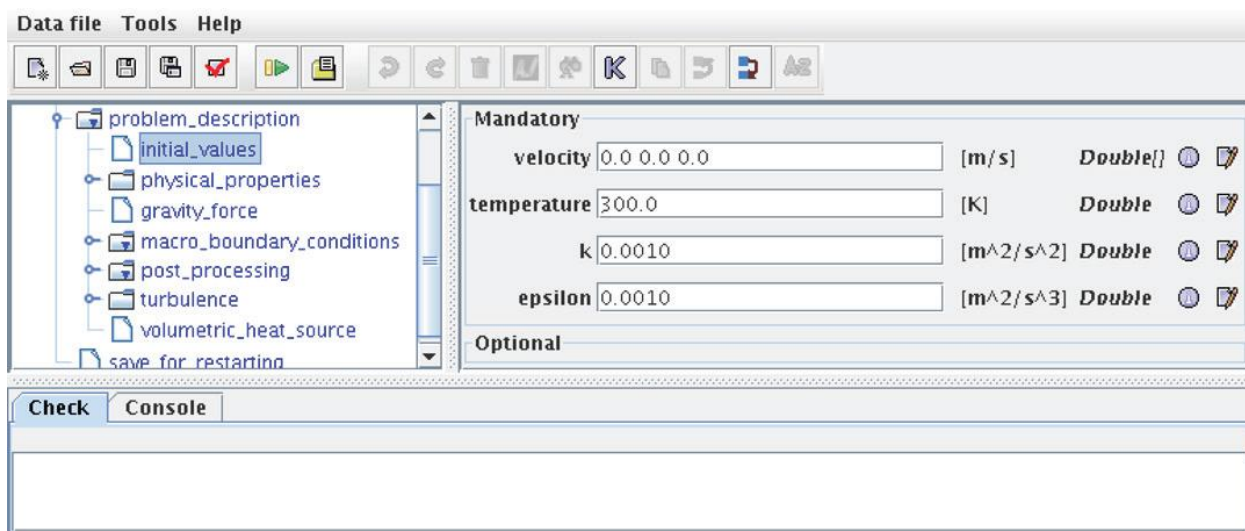 Data file Tools Help
K AB
problem_description
initial_values
physical_properties
gravity_force
macro_boundary_conditions
post_processing
turbulence
volumetric_heat_source
save_for_restarting
Mandatory
velocity 0.0 0.0 0.0 [m/s] Double[]
temperature 300.0 [K] Double
k 0.0010 [m^2/s^2] Double
epsilon 0.0010 [m^2/s^3] Double
Optional
Check Console